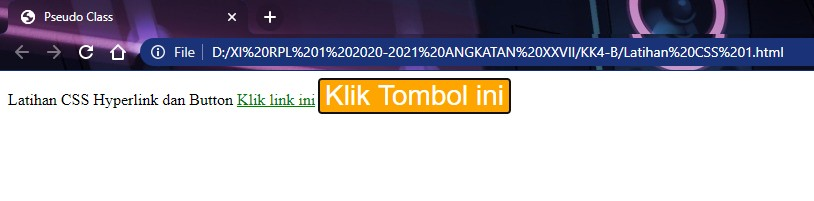 Pseudo Class
File D:/XI%20RPL%201%202020-2021%20ANGKATAN%20XXVII/KK4-B/Latihan%20CSS%201.html
Latihan CSS Hyperlink dan Button Klik link ini Klik Tombol ini